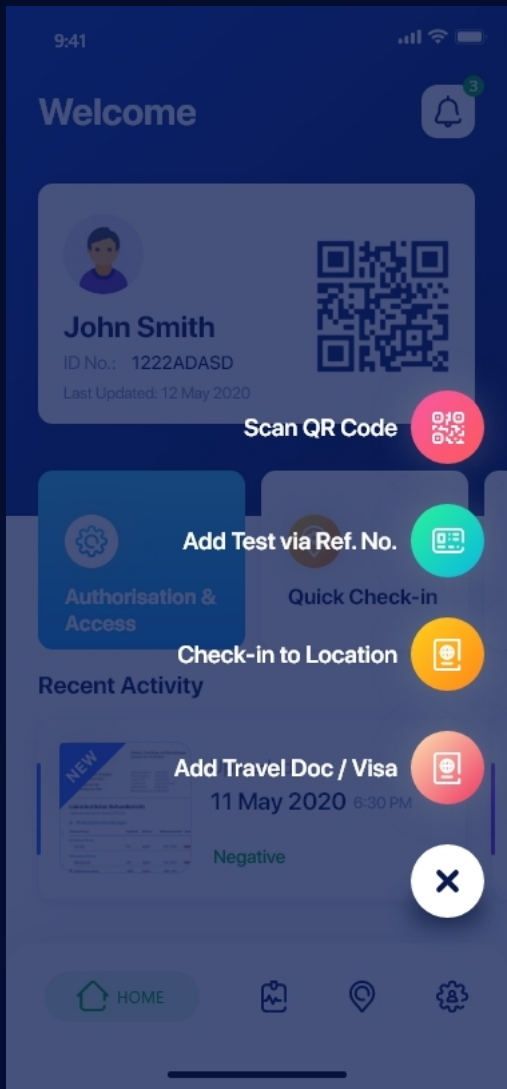 9:41
Welcome
3
John Smith
ID No.: 1222ADASD
Last Updated: 12 May 2020
Scan QR Code
Add Test via Ref. No.
Authorisation &
Access
Quick Check-in
Check-in to Location
Recent Activity
NEW
Add Travel Doc / Visa
11 May 2020 6:30 PM
Negative
HOME